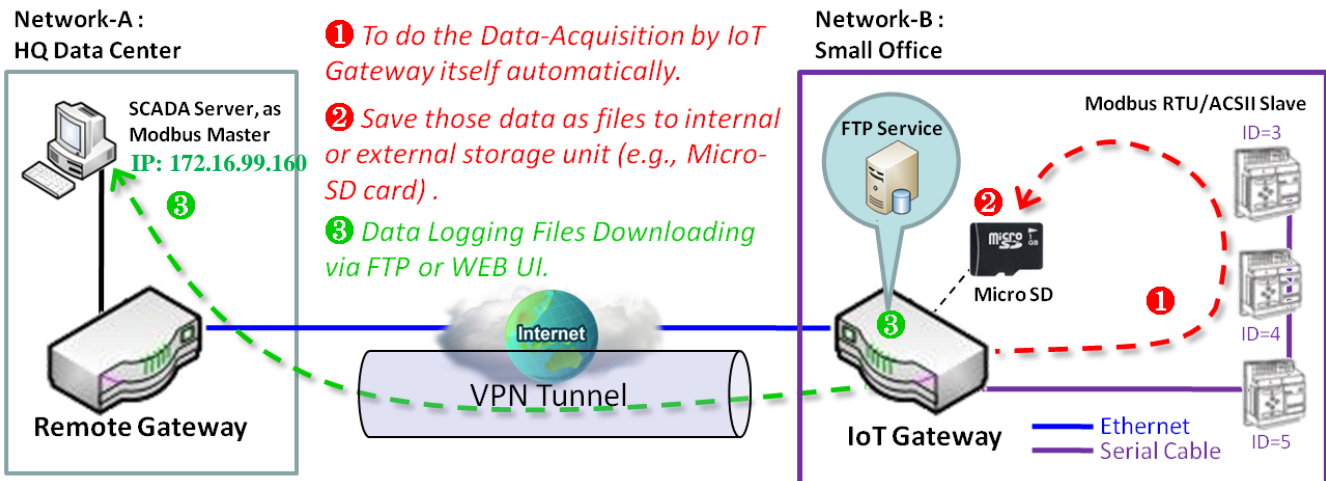 Network-A :
HQ Data Center
SCADA Server, as
Modbus Master
IP: 172.16.99.160
❸
Remote Gateway
❶ To do the Data-Acquisition by IoT
Gateway itself automatically.
❷ Save those data as files to internal
or external storage unit (e.g., Micro-
SD card) .
❸ Data Logging Files Downloading
via FTP or WEB UI.
Internet
VPN Tunnel
Network-B :
Small Office
FTP Service
Modbus RTU/ACSII Slave
ID=3
❷
micro
SD
1
GB
Micro SD
❶
❸
ID=4
IoT Gateway
ID=5
Ethernet
Serial Cable